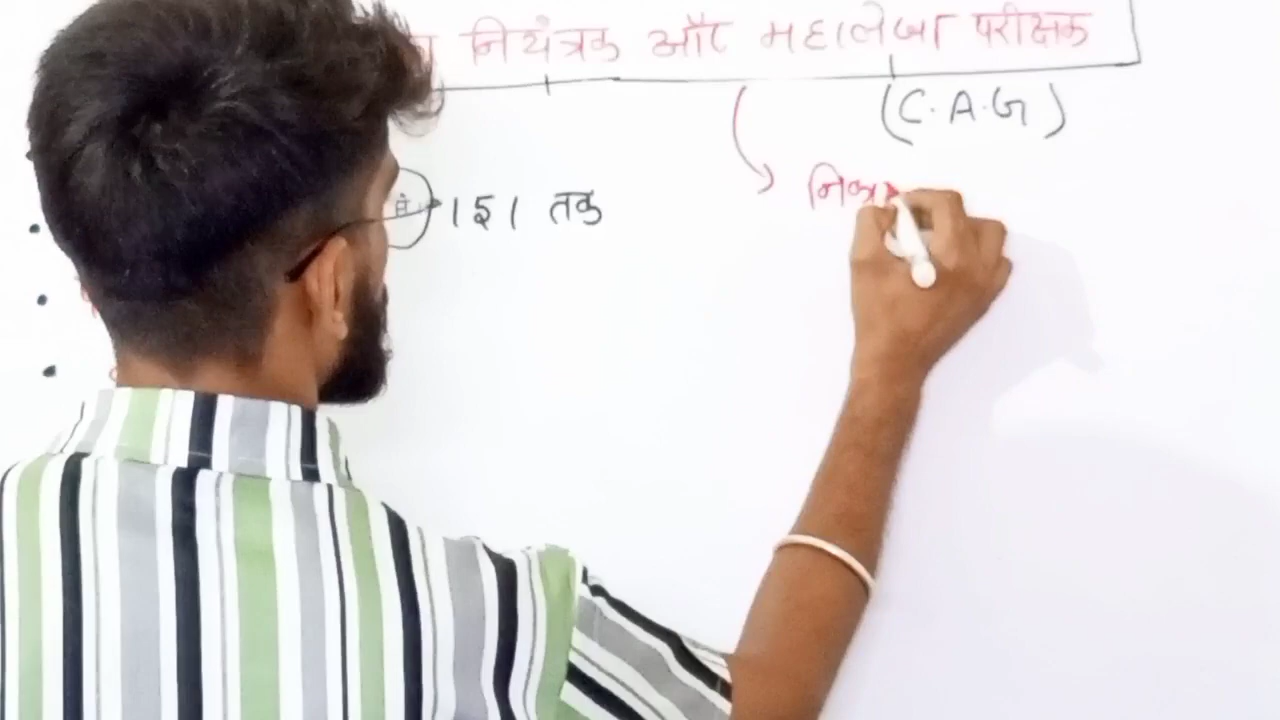 नियंत्रक और महालेखा परीक्षक
(C.A.G)
से 151 तक